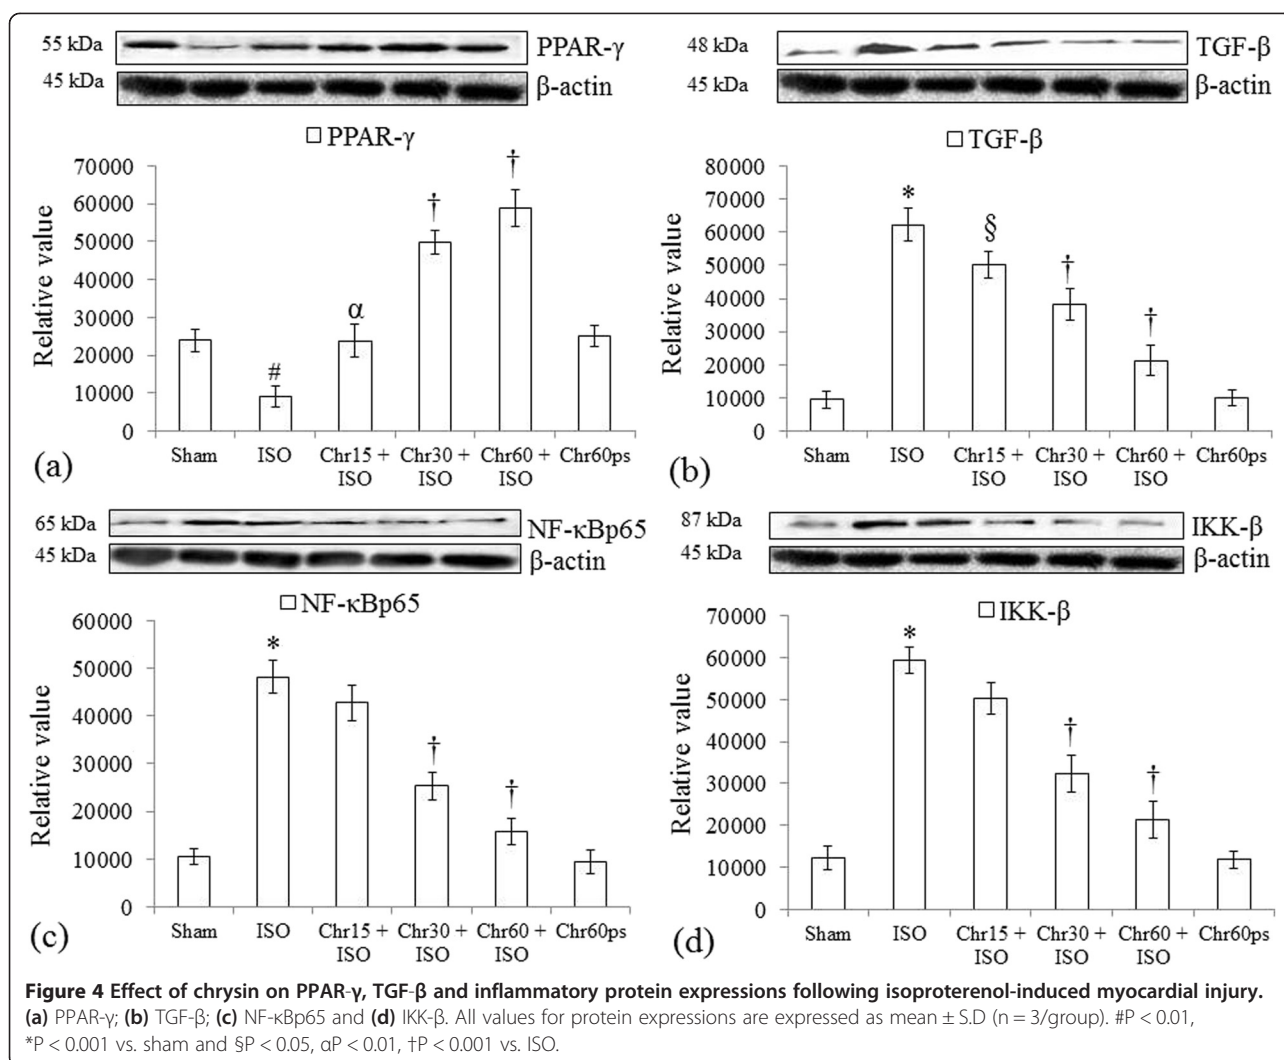 55 kDa
PPAR-γ
45 kDa
β-actin
□ PPAR-γ
Relative value
70000
60000
50000
40000
30000
20000
10000
0
#
α
†
†
Sham ISO Chr15 + Chr30 + Chr60 + Chr60ps
ISO ISO ISO
(a)
48 kDa
TGF-β
45 kDa
β-actin
□ TGF-β
Relative value
80000
70000
60000
50000
40000
30000
20000
10000
0
*
§
†
†
Sham ISO Chr15 + Chr30 + Chr60 + Chr60ps
ISO ISO ISO
(b)
65 kDa
NF-κBp65
45 kDa
β-actin
□ NF-κBp65
Relative value
60000
50000
40000
30000
20000
10000
0
*
†
†
Sham ISO Chr15 + Chr30 + Chr60 + Chr60ps
ISO ISO ISO
(c)
87 kDa
IKK-β
45 kDa
β-actin
□ IKK-β
Relative value
70000
60000
50000
40000
30000
20000
10000
0
*
†
†
Sham ISO Chr15 + Chr30 + Chr60 + Chr60ps
ISO ISO ISO
(d)
Figure 4 Effect of chrysin on PPAR-γ, TGF-β and inflammatory protein expressions following isoproterenol-induced myocardial injury.
(a) PPAR-γ; (b) TGF-β; (c) NF-κBp65 and (d) IKK-β. All values for protein expressions are expressed as mean ± S.D (n = 3/group). #P < 0.01,
*P < 0.001 vs. sham and §P < 0.05, αP < 0.01, †P < 0.001 vs. ISO.